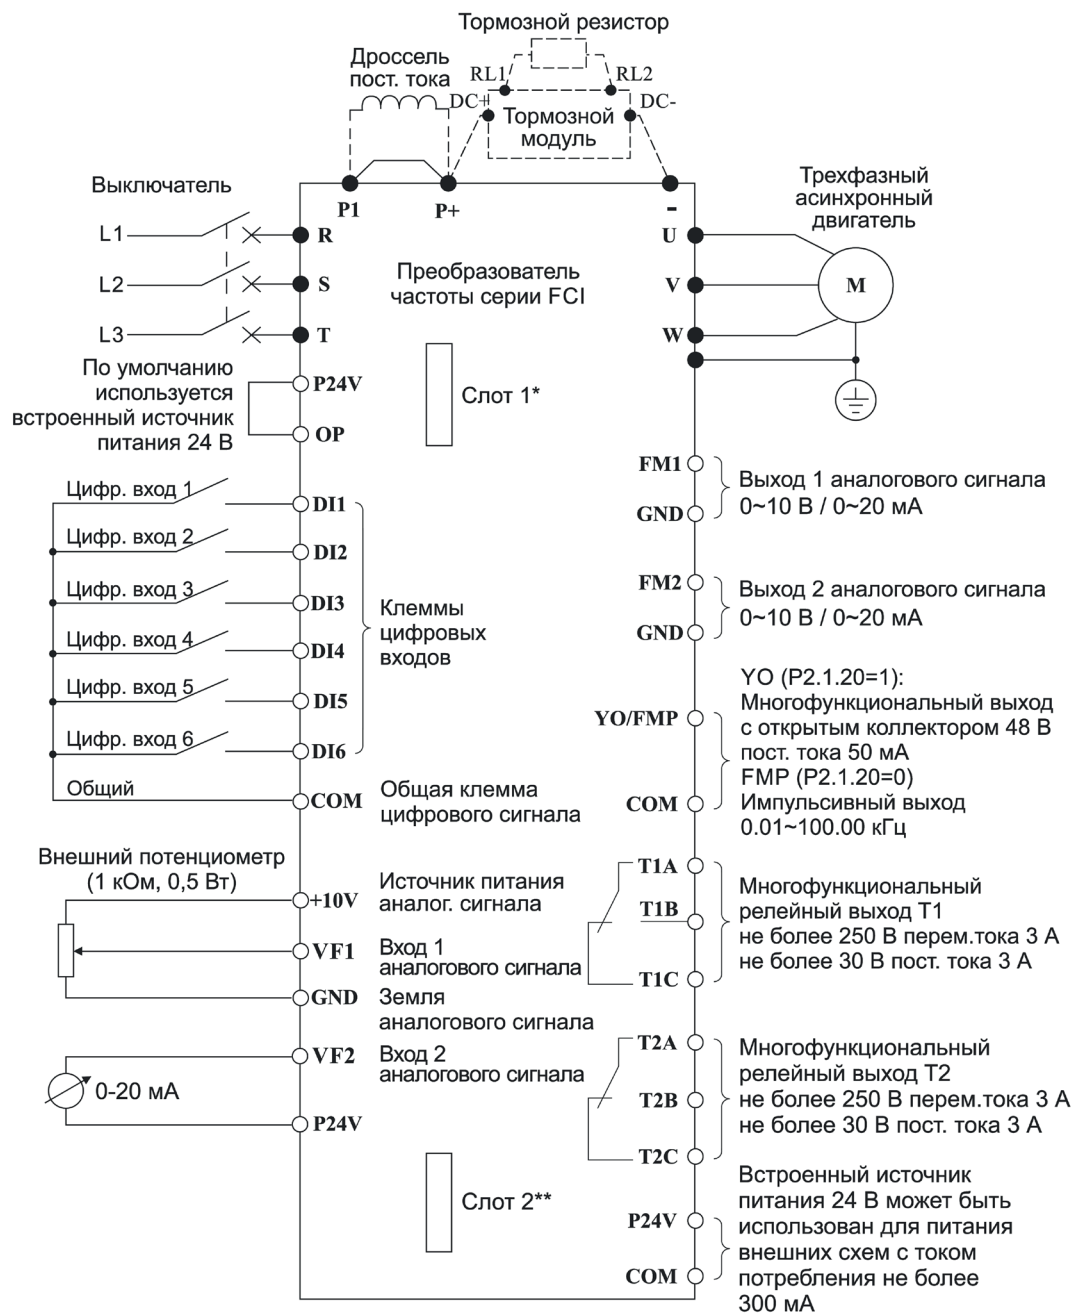 Тормозной резистор
Дроссель
пост. тока
RL1
RL2
DC+
DC-
Тормозной
модуль
Выключатель
P1
P+
-
Трехфазный
асинхронный
двигатель
L1
R
U
L2
S
Преобразователь
частоты серии FCI
V
M
L3
T
W
По умолчанию
используется
встроенный источник
питания 24 В
P24V
OP
Слот 1*
Цифр. вход 1
DI1
Цифр. вход 2
DI2
Цифр. вход 3
DI3
Цифр. вход 4
DI4
Цифр. вход 5
DI5
Цифр. вход 6
DI6
Клеммы
цифровых
входов
Общий
COM
Общая клемма
цифрового сигнала
FM1
GND
Выход 1 аналогового сигнала
0~10 В / 0~20 мА
FM2
GND
Выход 2 аналогового сигнала
0~10 В / 0~20 мА
YO/FMP
COM
YO (P2.1.20=1):
Многофункциональный выход
с открытым коллектором 48 В
пост. тока 50 мА
FMP (P2.1.20=0)
Импульсивный выход
0.01~100.00 кГц
Внешний потенциометр
(1 кОм, 0,5 Вт)
+10V
Источник питания
аналог. сигнала
VF1
Вход 1
аналогового сигнала
GND
Земля
аналогового сигнала
VF2
Вход 2
аналогового сигнала
0-20 мА
P24V
T1A
T1B
T1C
Многофункциональный
релейный выход T1
не более 250 В перем.тока 3 А
не более 30 В пост. тока 3 А
T2A
T2B
T2C
Многофункциональный
релейный выход T2
не более 250 В перем.тока 3 А
не более 30 В пост. тока 3 А
Слот 2**
P24V
COM
Встроенный источник
питания 24 В может быть
использован для питания
внешних схем с током
потребления не более
300 мА